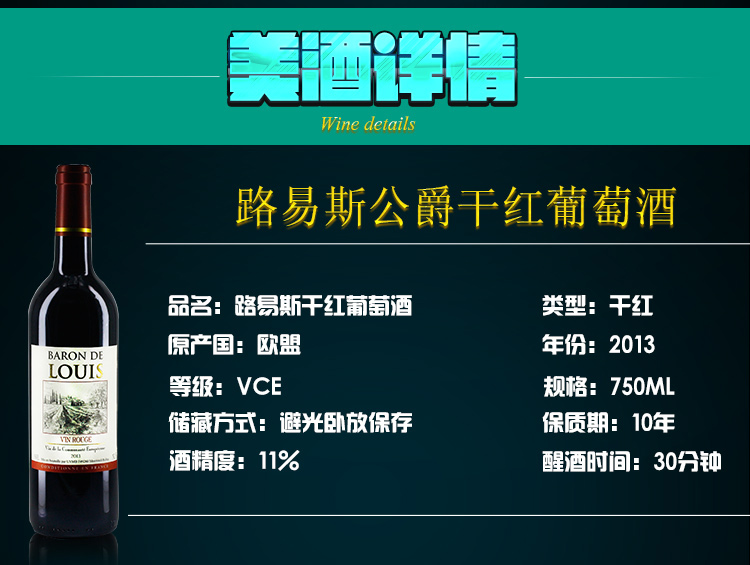 美酒详情
Wine details
路易斯公爵干红葡萄酒
品名：路易斯干红葡萄酒
类型：干红
原产国：欧盟
年份：2013
等级：VCE
规格：750ML
储藏方式：避光卧放保存
保质期：10年
酒精度：11%
醒酒时间：30分钟
BARON DE
LOUIS
VIN ROUGE
Vin de la Communauté Européenne
2013
CONDITIONNE EN FRANCE